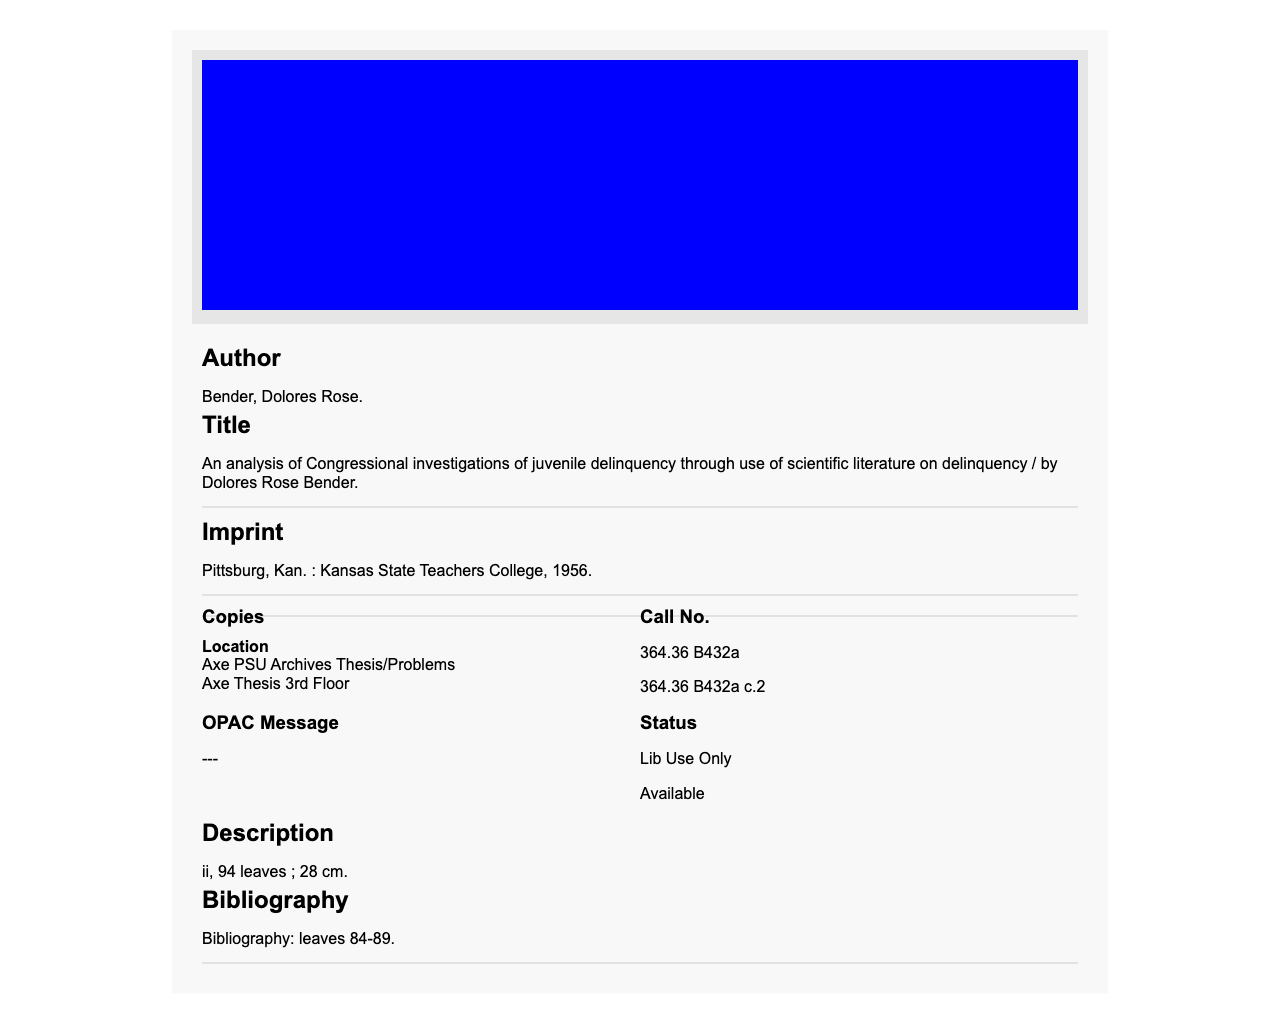 Author
Bender, Dolores Rose.
Title
An analysis of Congressional investigations of juvenile delinquency through use of scientific literature on delinquency / by
Dolores Rose Bender.
Imprint
Pittsburg, Kan. : Kansas State Teachers College, 1956.
Copies
Location
Axe PSU Archives Thesis/Problems
Axe Thesis 3rd Floor
Call No.
364.36 B432a
364.36 B432a c.2
OPAC Message
---
Status
Lib Use Only
Available
Description
ii, 94 leaves ; 28 cm.
Bibliography
Bibliography: leaves 84-89.